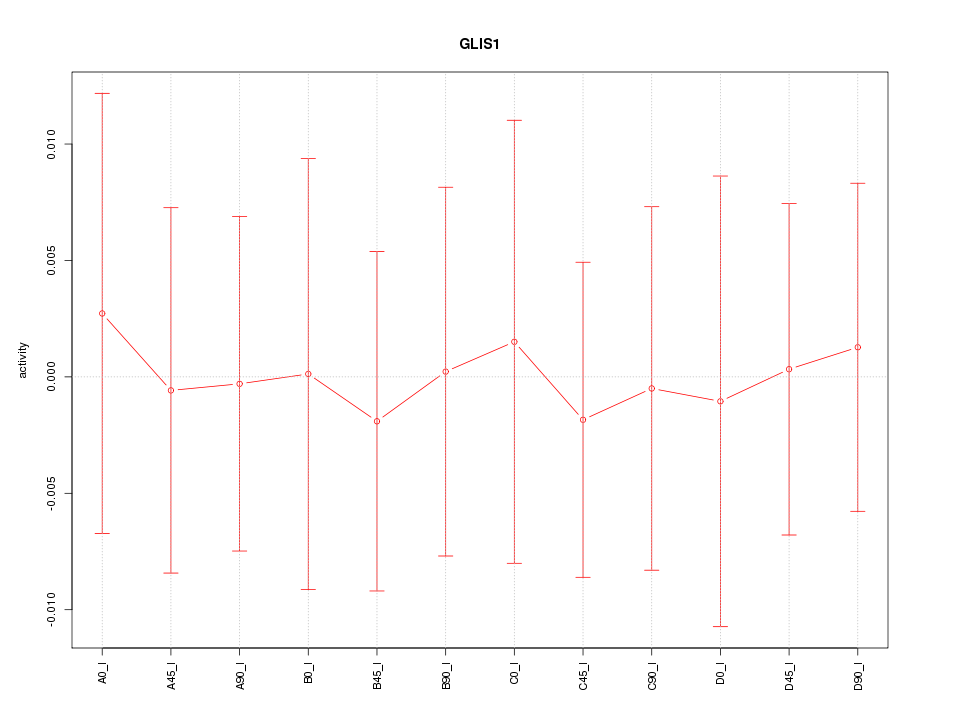 GLIS1
activity
0.010
0.005
0.000
-0.005
-0.010
A0_I
A45_I
A90_I
B0_I
B45_I
B90_I
C0_I
C45_I
C90_I
D0_I
D45_I
D90_I